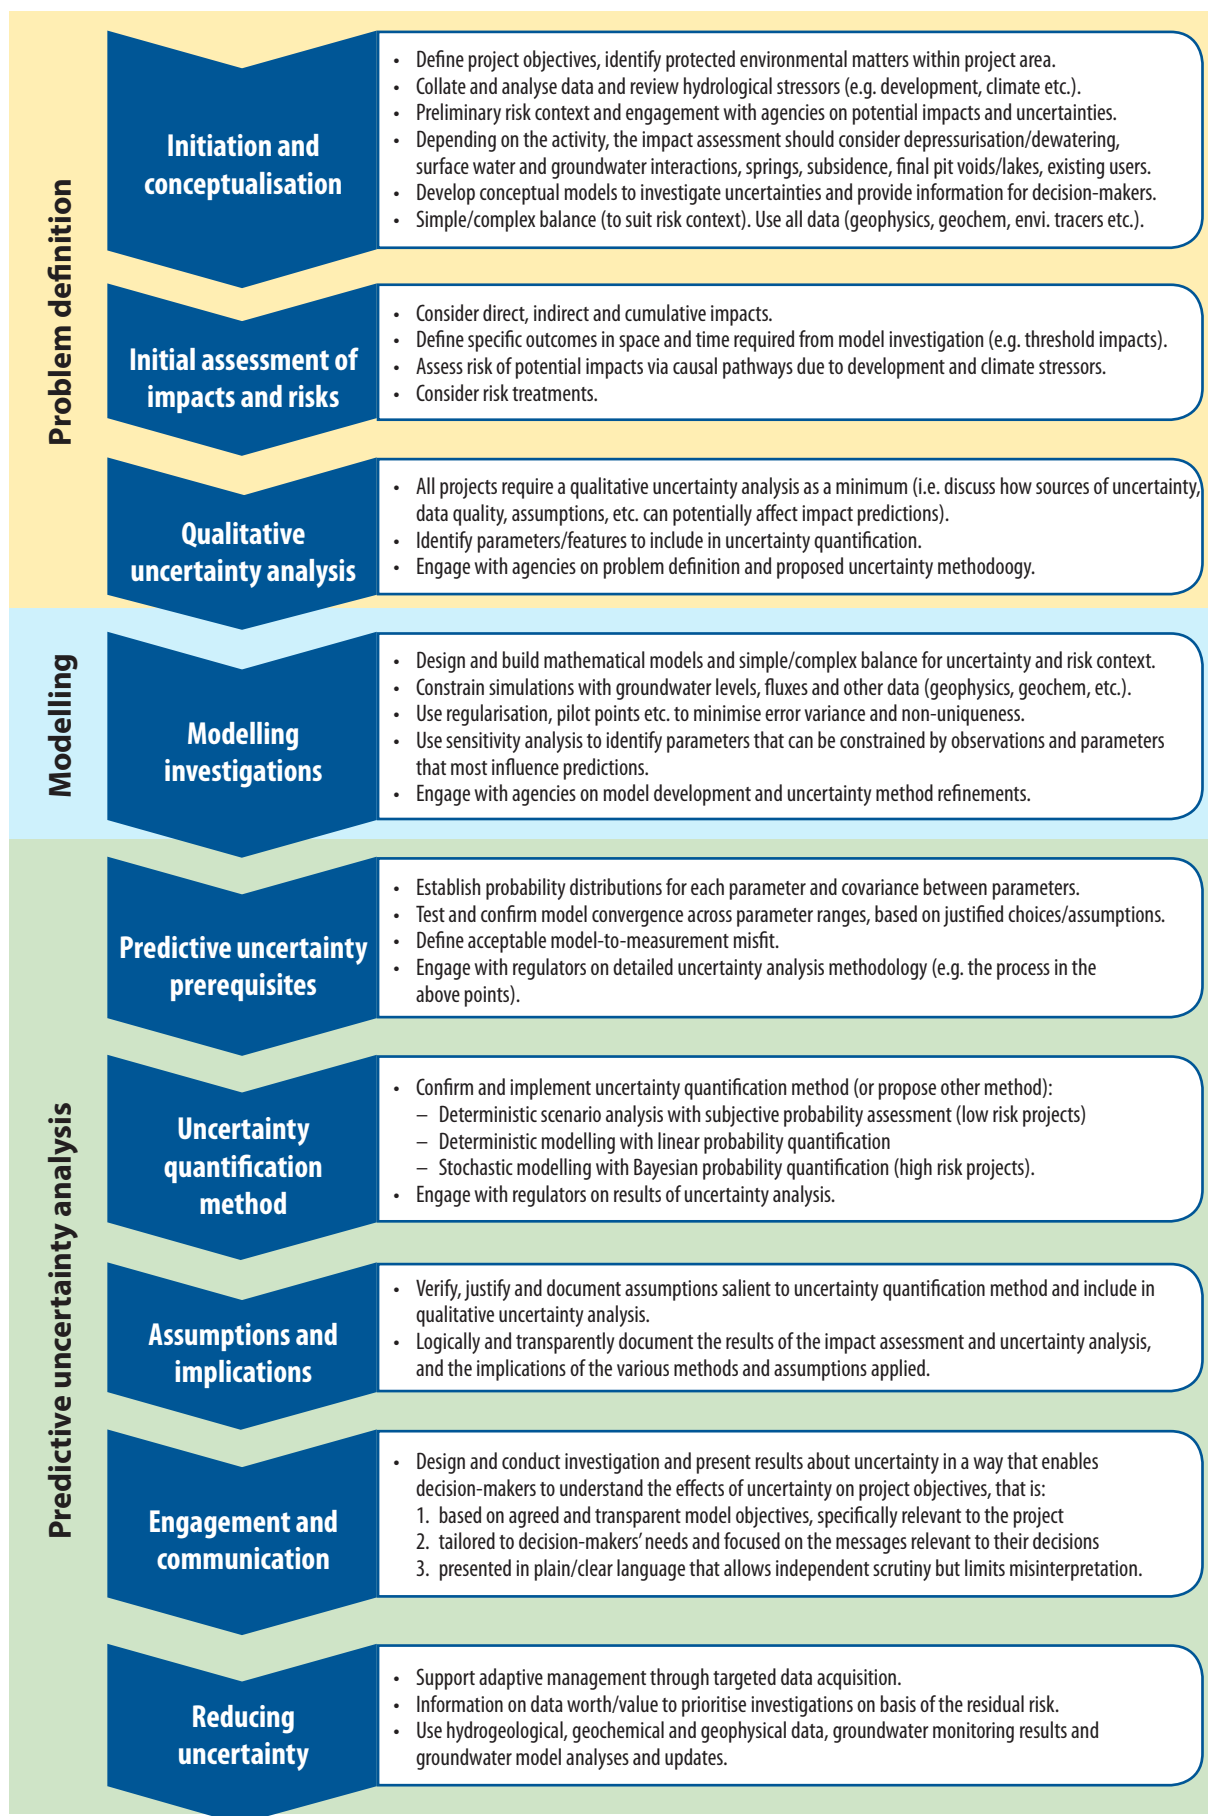 Problem definition
Initiation and
conceptualisation
• Define project objectives, identify protected environmental matters within project area.
• Collate and analyse data and review hydrological stressors (e.g. development, climate etc.).
• Preliminary risk context and engagement with agencies on potential impacts and uncertainties.
• Depending on the activity, the impact assessment should consider depressurisation/dewatering,
surface water and groundwater interactions, springs, subsidence, final pit voids/lakes, existing users.
• Develop conceptual models to investigate uncertainties and provide information for decision-makers.
• Simple/complex balance (to suit risk context). Use all data (geophysics, geochem, envi. tracers etc.).
Initial assessment of
impacts and risks
• Consider direct, indirect and cumulative impacts.
• Define specific outcomes in space and time required from model investigation (e.g. threshold impacts).
• Assess risk of potential impacts via causal pathways due to development and climate stressors.
• Consider risk treatments.
Qualitative
uncertainty analysis
• All projects require a qualitative uncertainty analysis as a minimum (i.e. discuss how sources of uncertainty,
data quality, assumptions, etc. can potentially affect impact predictions).
• Identify parameters/features to include in uncertainty quantification.
• Engage with agencies on problem definition and proposed uncertainty methodoogy.
Modelling
Modelling
investigations
• Design and build mathematical models and simple/complex balance for uncertainty and risk context.
• Constrain simulations with groundwater levels, fluxes and other data (geophysics, geochem, etc.).
• Use regularisation, pilot points etc. to minimise error variance and non-uniqueness.
• Use sensitivity analysis to identify parameters that can be constrained by observations and parameters
that most influence predictions.
• Engage with agencies on model development and uncertainty method refinements.
Predictive uncertainty analysis
Predictive uncertainty
prerequisites
• Establish probability distributions for each parameter and covariance between parameters.
• Test and confirm model convergence across parameter ranges, based on justified choices/assumptions.
• Define acceptable model-to-measurement misfit.
• Engage with regulators on detailed uncertainty analysis methodology (e.g. the process in the
above points).
Uncertainty
quantification
method
• Confirm and implement uncertainty quantification method (or propose other method):
– Deterministic scenario analysis with subjective probability assessment (low risk projects)
– Deterministic modelling with linear probability quantification
– Stochastic modelling with Bayesian probability quantification (high risk projects).
• Engage with regulators on results of uncertainty analysis.
Assumptions and
implications
• Verify, justify and document assumptions salient to uncertainty quantification method and include in
qualitative uncertainty analysis.
• Logically and transparently document the results of the impact assessment and uncertainty analysis,
and the implications of the various methods and assumptions applied.
Engagement and
communication
• Design and conduct investigation and present results about uncertainty in a way that enables
decision-makers to understand the effects of uncertainty on project objectives, that is:
1. based on agreed and transparent model objectives, specifically relevant to the project
2. tailored to decision-makers' needs and focused on the messages relevant to their decisions
3. presented in plain/clear language that allows independent scrutiny but limits misinterpretation.
Reducing
uncertainty
• Support adaptive management through targeted data acquisition.
• Information on data worth/value to prioritise investigations on basis of the residual risk.
• Use hydrogeological, geochemical and geophysical data, groundwater monitoring results and
groundwater model analyses and updates.